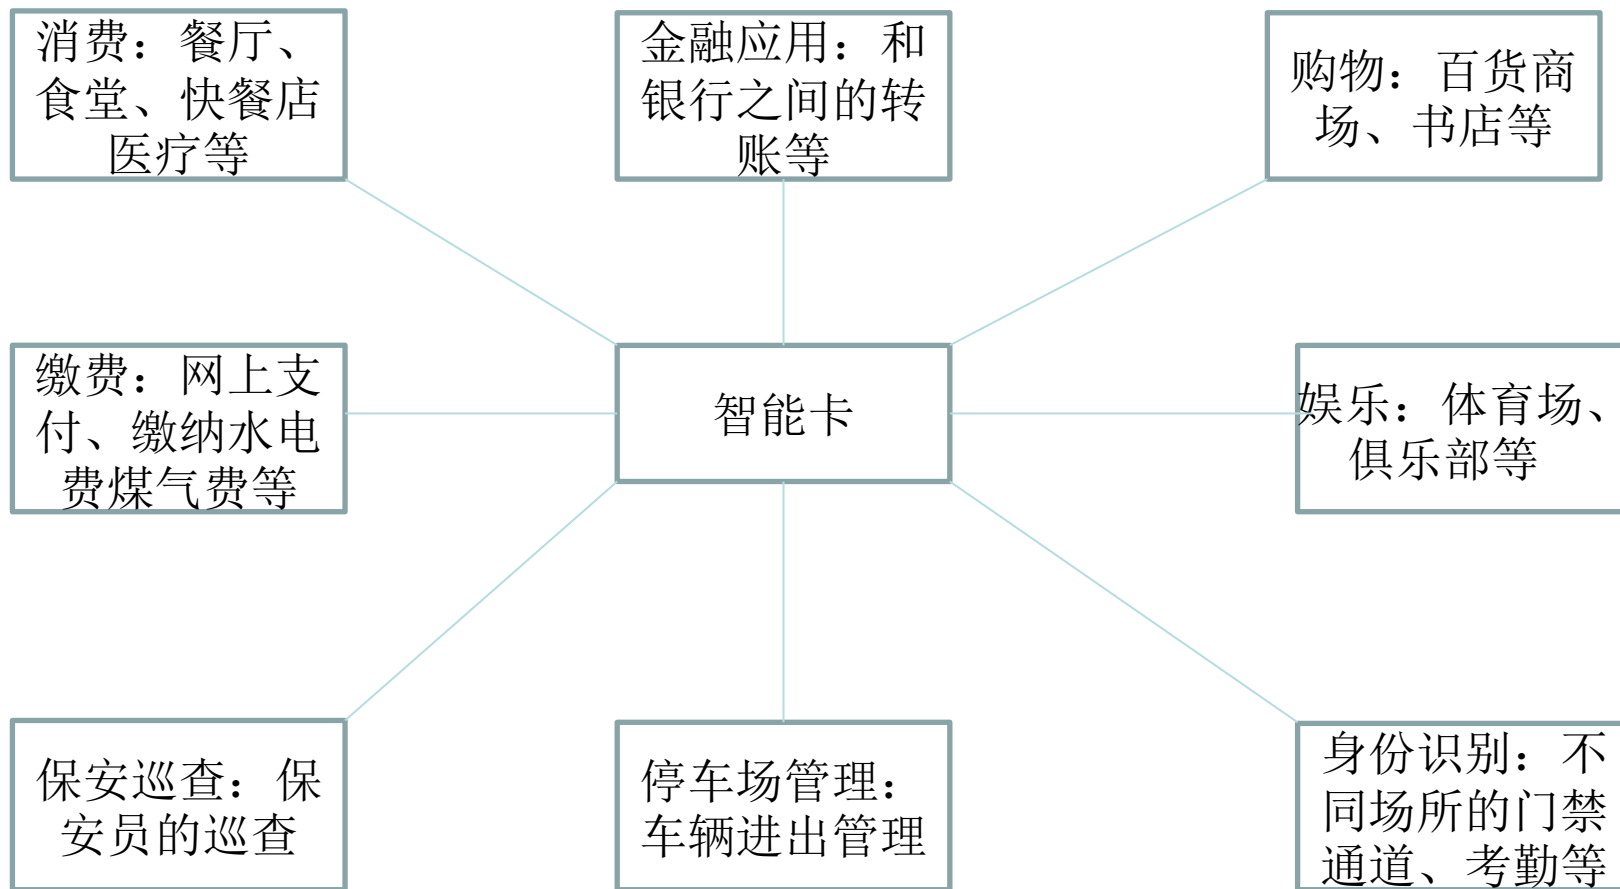 消费：餐厅、
食堂、快餐店
医疗等
金融应用：和
银行之间的转
账等
购物：百货商
场、书店等
缴费：网上支
付、缴纳水电
费煤气费等
智能卡
娱乐：体育场、
俱乐部等
保安巡查：保
安员的巡查
停车场管理：
车辆进出管理
身份识别：不
同场所的门禁
通道、考勤等